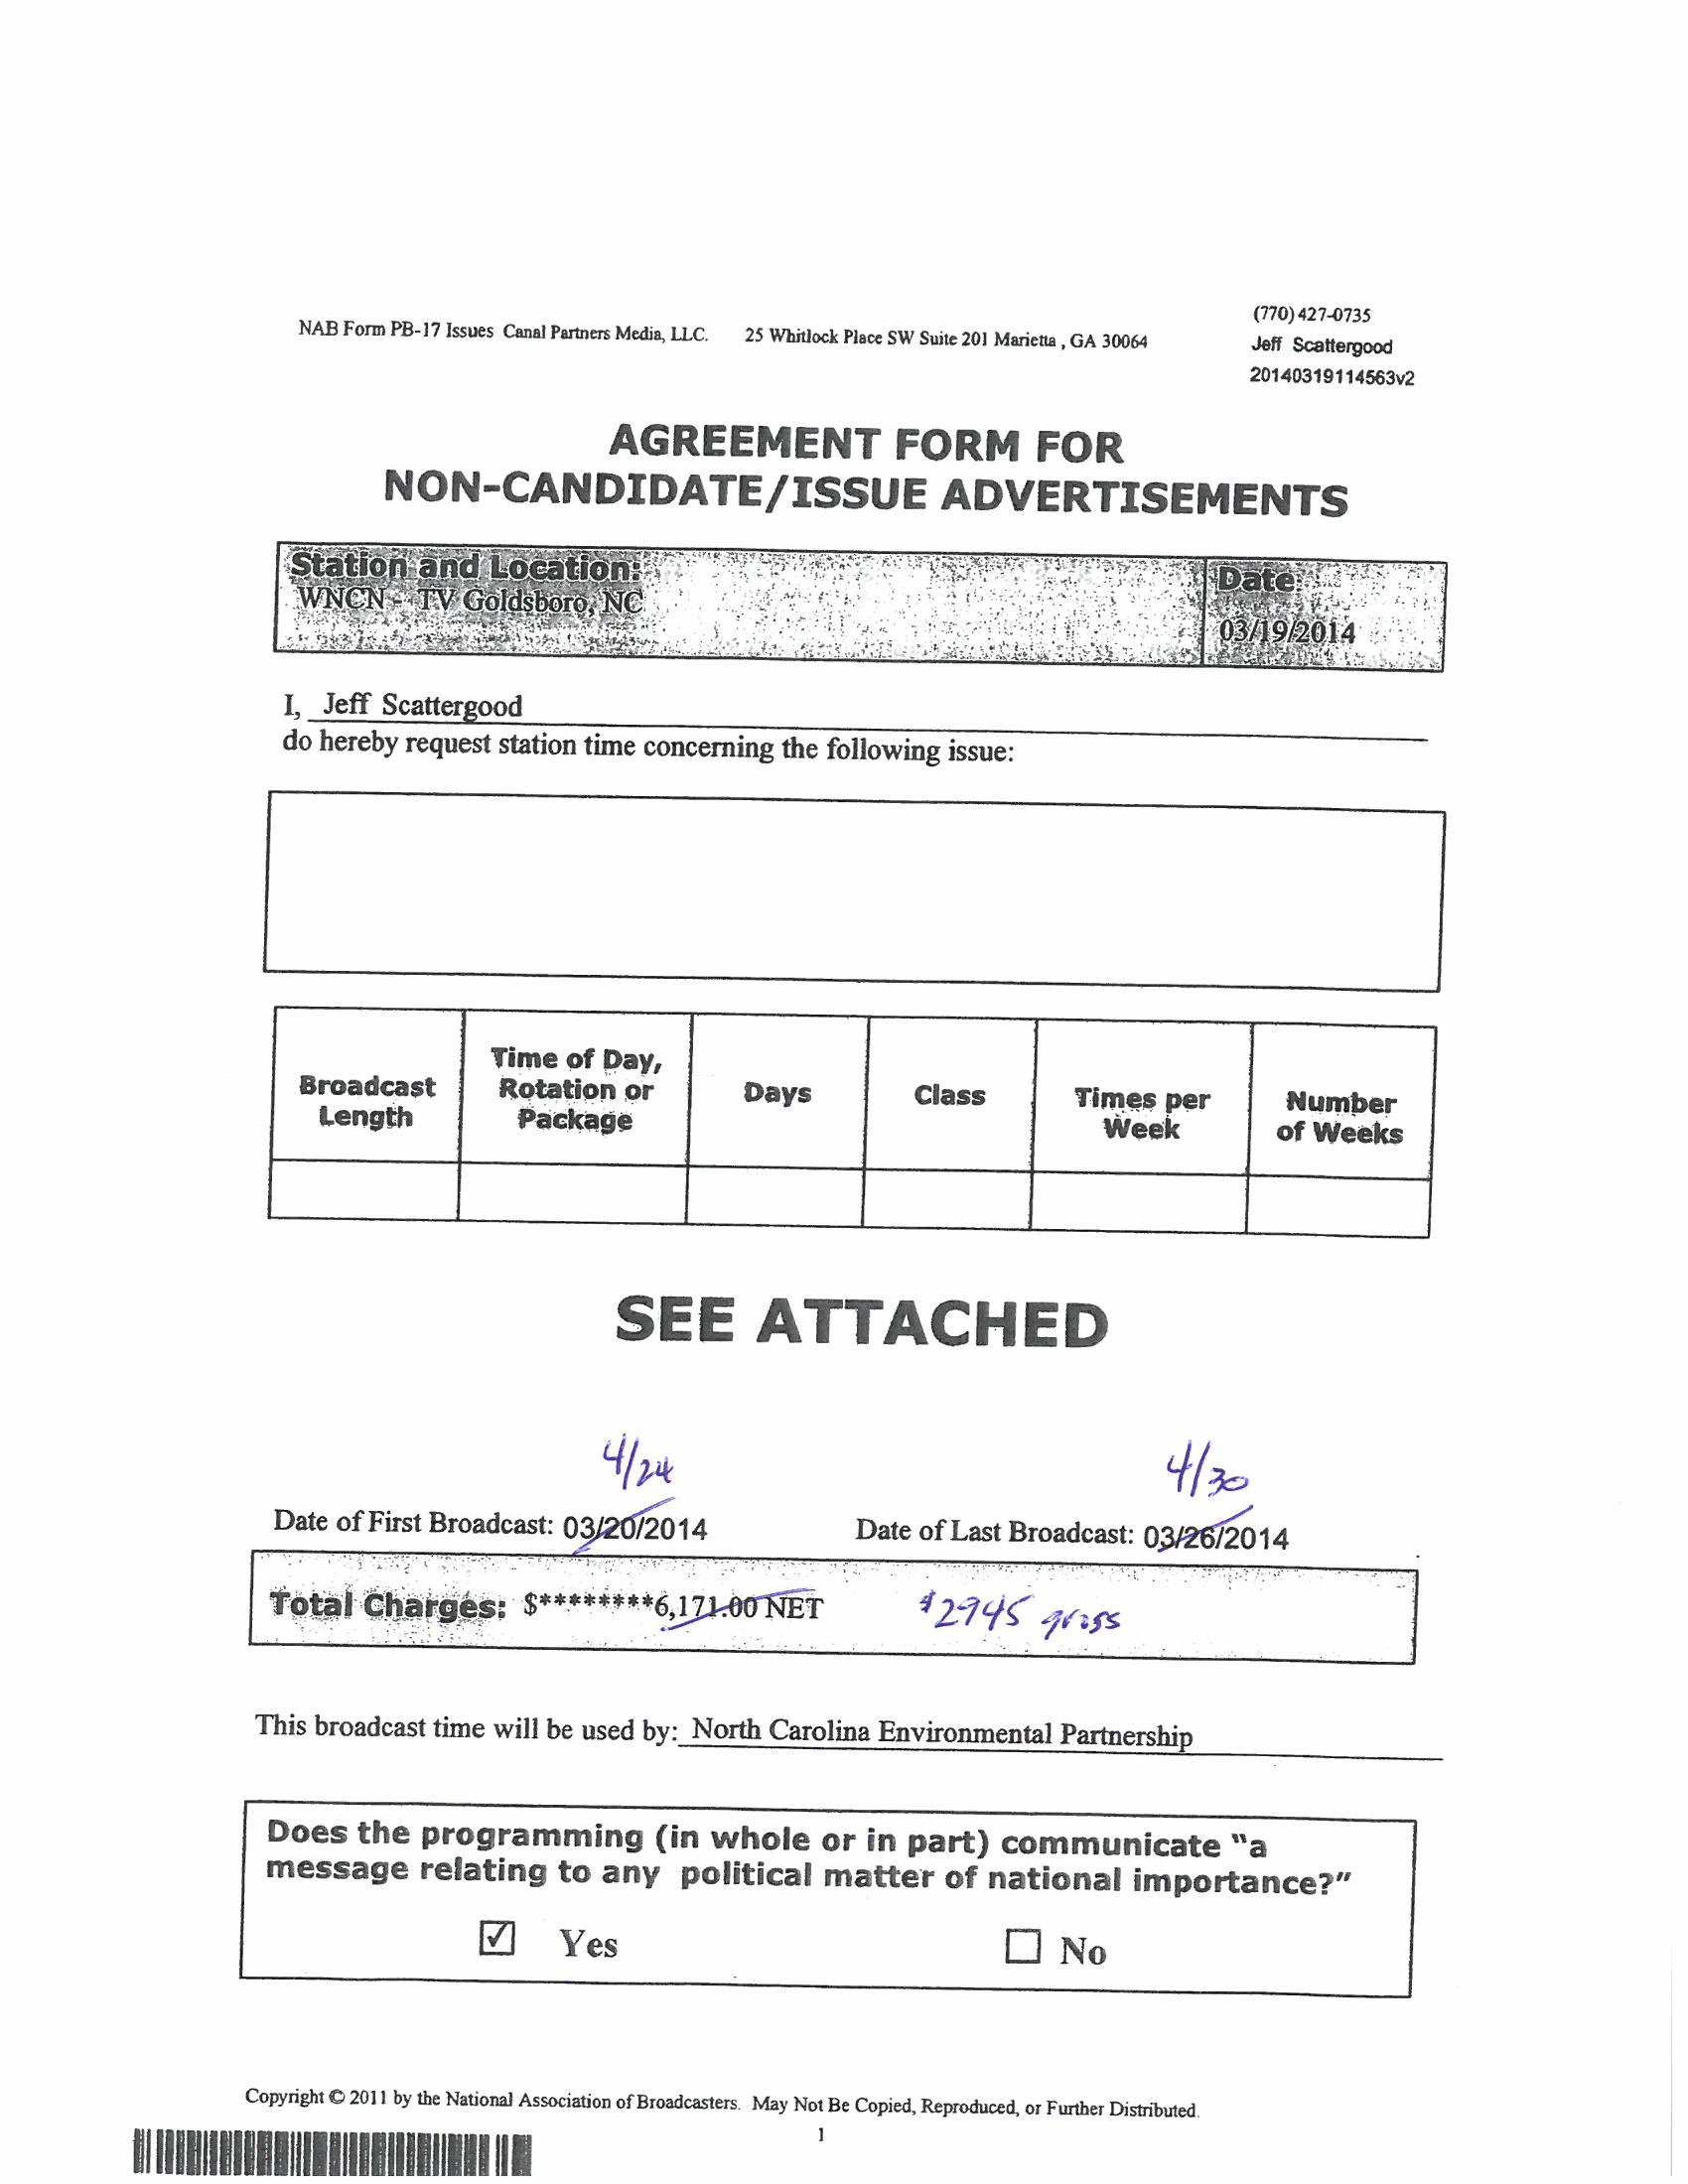 (770) 427-0735
NAB Form PB-17 Issues Canal Partners Media, LLC. 25 Whitlock Place SW Suite 201 Marietta , GA 30064
Jeff Scattergood
20140319114563v2
AGREEMENT FORM FOR
NON-CANDIDATE/ISSUE ADVERTISEMENTS
Station and Location:
WNCN - TV Goldsboro, NC
Date:
03/19/2014
I, Jeff Scattergood
do hereby request station time concerning the following issue:
Broadcast
Length
Time of Day,
Rotation or
Package
Days
Class
Times per
Week
Number
of Weeks
SEE ATTACHED
4/24 4/30
Date of First Broadcast: 03/20/2014 Date of Last Broadcast: 03/26/2014
Total Charges: $********6,171.00 NET $2945 gross
This broadcast time will be used by: North Carolina Environmental Partnership
Does the programming (in whole or in part) communicate "a
message relating to any political matter of national importance?"
Yes No
Copyright © 2011 by the National Association of Broadcasters. May Not Be Copied, Reproduced, or Further Distributed.
1